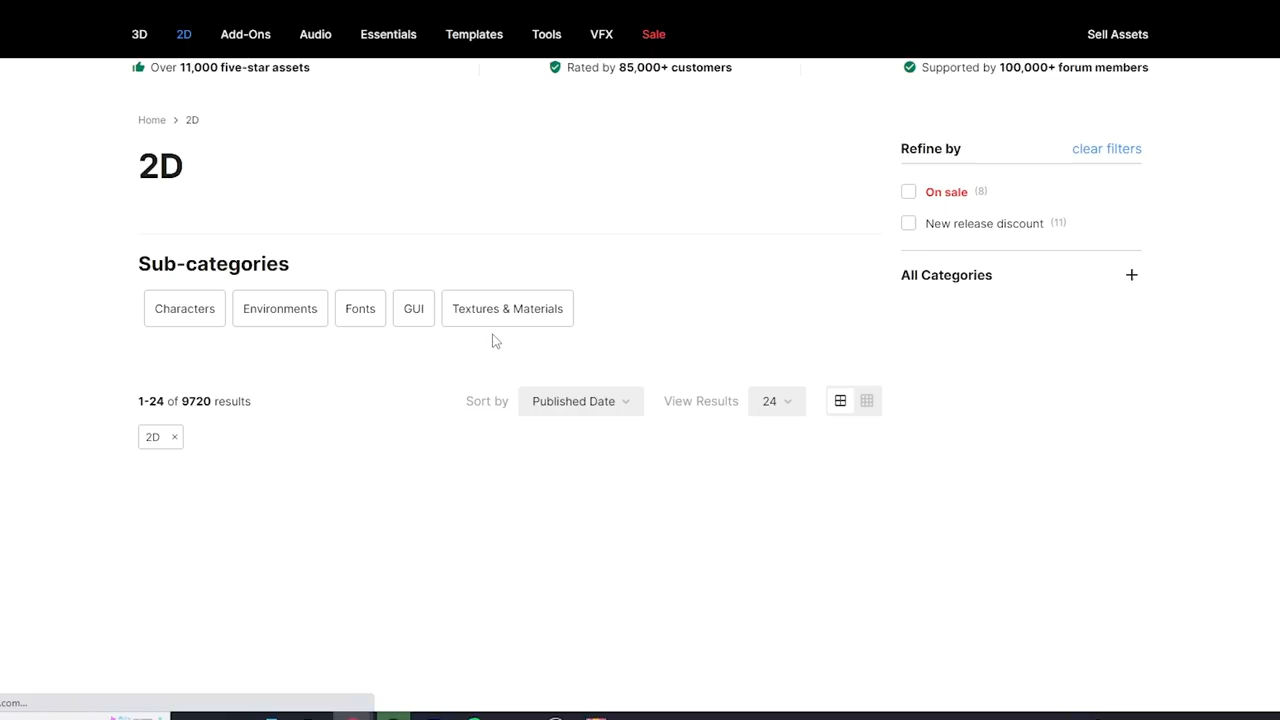 3D 2D Add-Ons Audio Essentials Templates Tools VFX Sale Sell Assets
Over 11,000 five-star assets Rated by 85,000+ customers Supported by 100,000+ forum members
Home > 2D
2D
Refine by clear filters
On sale (8)
New release discount (11)
All Categories +
Sub-categories
Characters Environments Fonts GUI Textures & Materials
1-24 of 9720 results Sort by Published Date View Results 24
2D ×
.com...